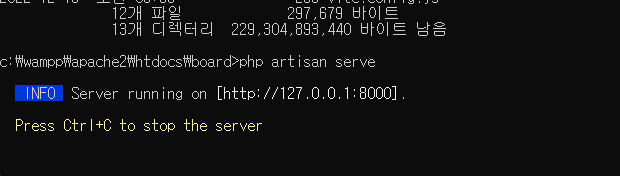 12개 파일 297,679 바이트
13개 디렉터리 229,304,893,440 바이트 남음
c:\wampp\apache2\htdocs\board>php artisan serve
INFO Server running on [http://127.0.0.1:8000].
Press Ctrl+C to stop the server